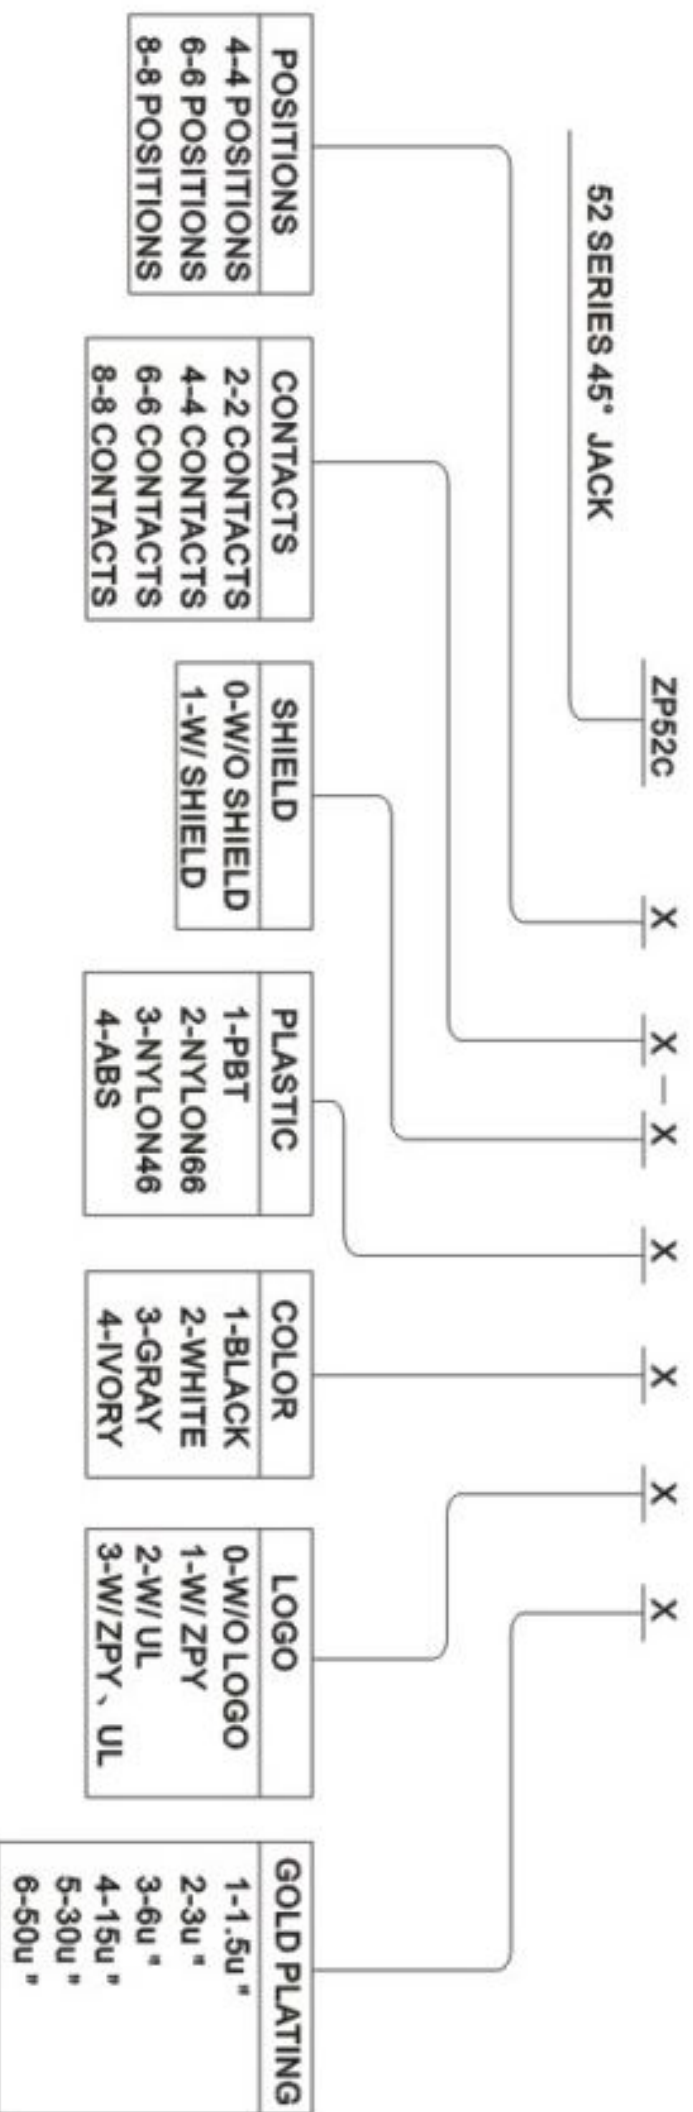 ZP52C X X – X X X X X
52 SERIES 45° JACK
POSITIONS
4-4 POSITIONS
6-6 POSITIONS
8-8 POSITIONS
CONTACTS
2-2 CONTACTS
4-4 CONTACTS
6-6 CONTACTS
8-8 CONTACTS
SHIELD
0-W/O SHIELD
1-W/ SHIELD
PLASTIC
1-PBT
2-NYLON66
3-NYLON46
4-ABS
COLOR
1-BLACK
2-WHITE
3-GRAY
4-IVORY
LOGO
0-W/O LOGO
1-W/ ZPY
2-W/ UL
3-W/ ZPY、UL
GOLD PLATING
1-1.5u"
2-3u"
3-6u"
4-15u"
5-30u"
6-50u"